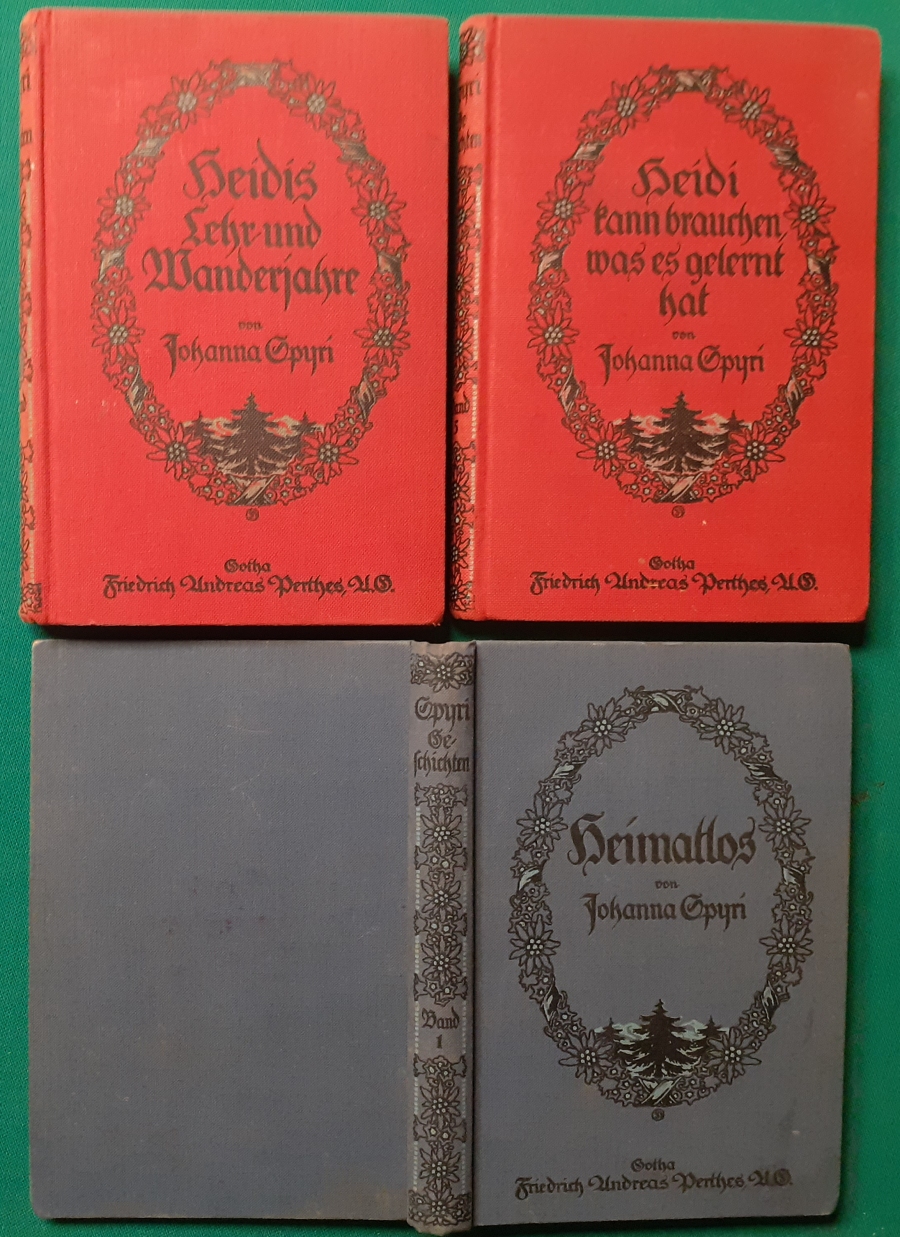 Heidis
Lehr- und
Wanderjahre
von
Johanna Spyri
Gotha
Friedrich Andreas Perthes, A.G.
Heidi
kann brauchen,
was es gelernt
hat
von
Johanna Spyri
Gotha
Friedrich Andreas Perthes, A.G.
Spyri
Ge-
schichten
Band
1
Heimatlos
von
Johanna Spyri
Gotha
Friedrich Andreas Perthes, A.G.